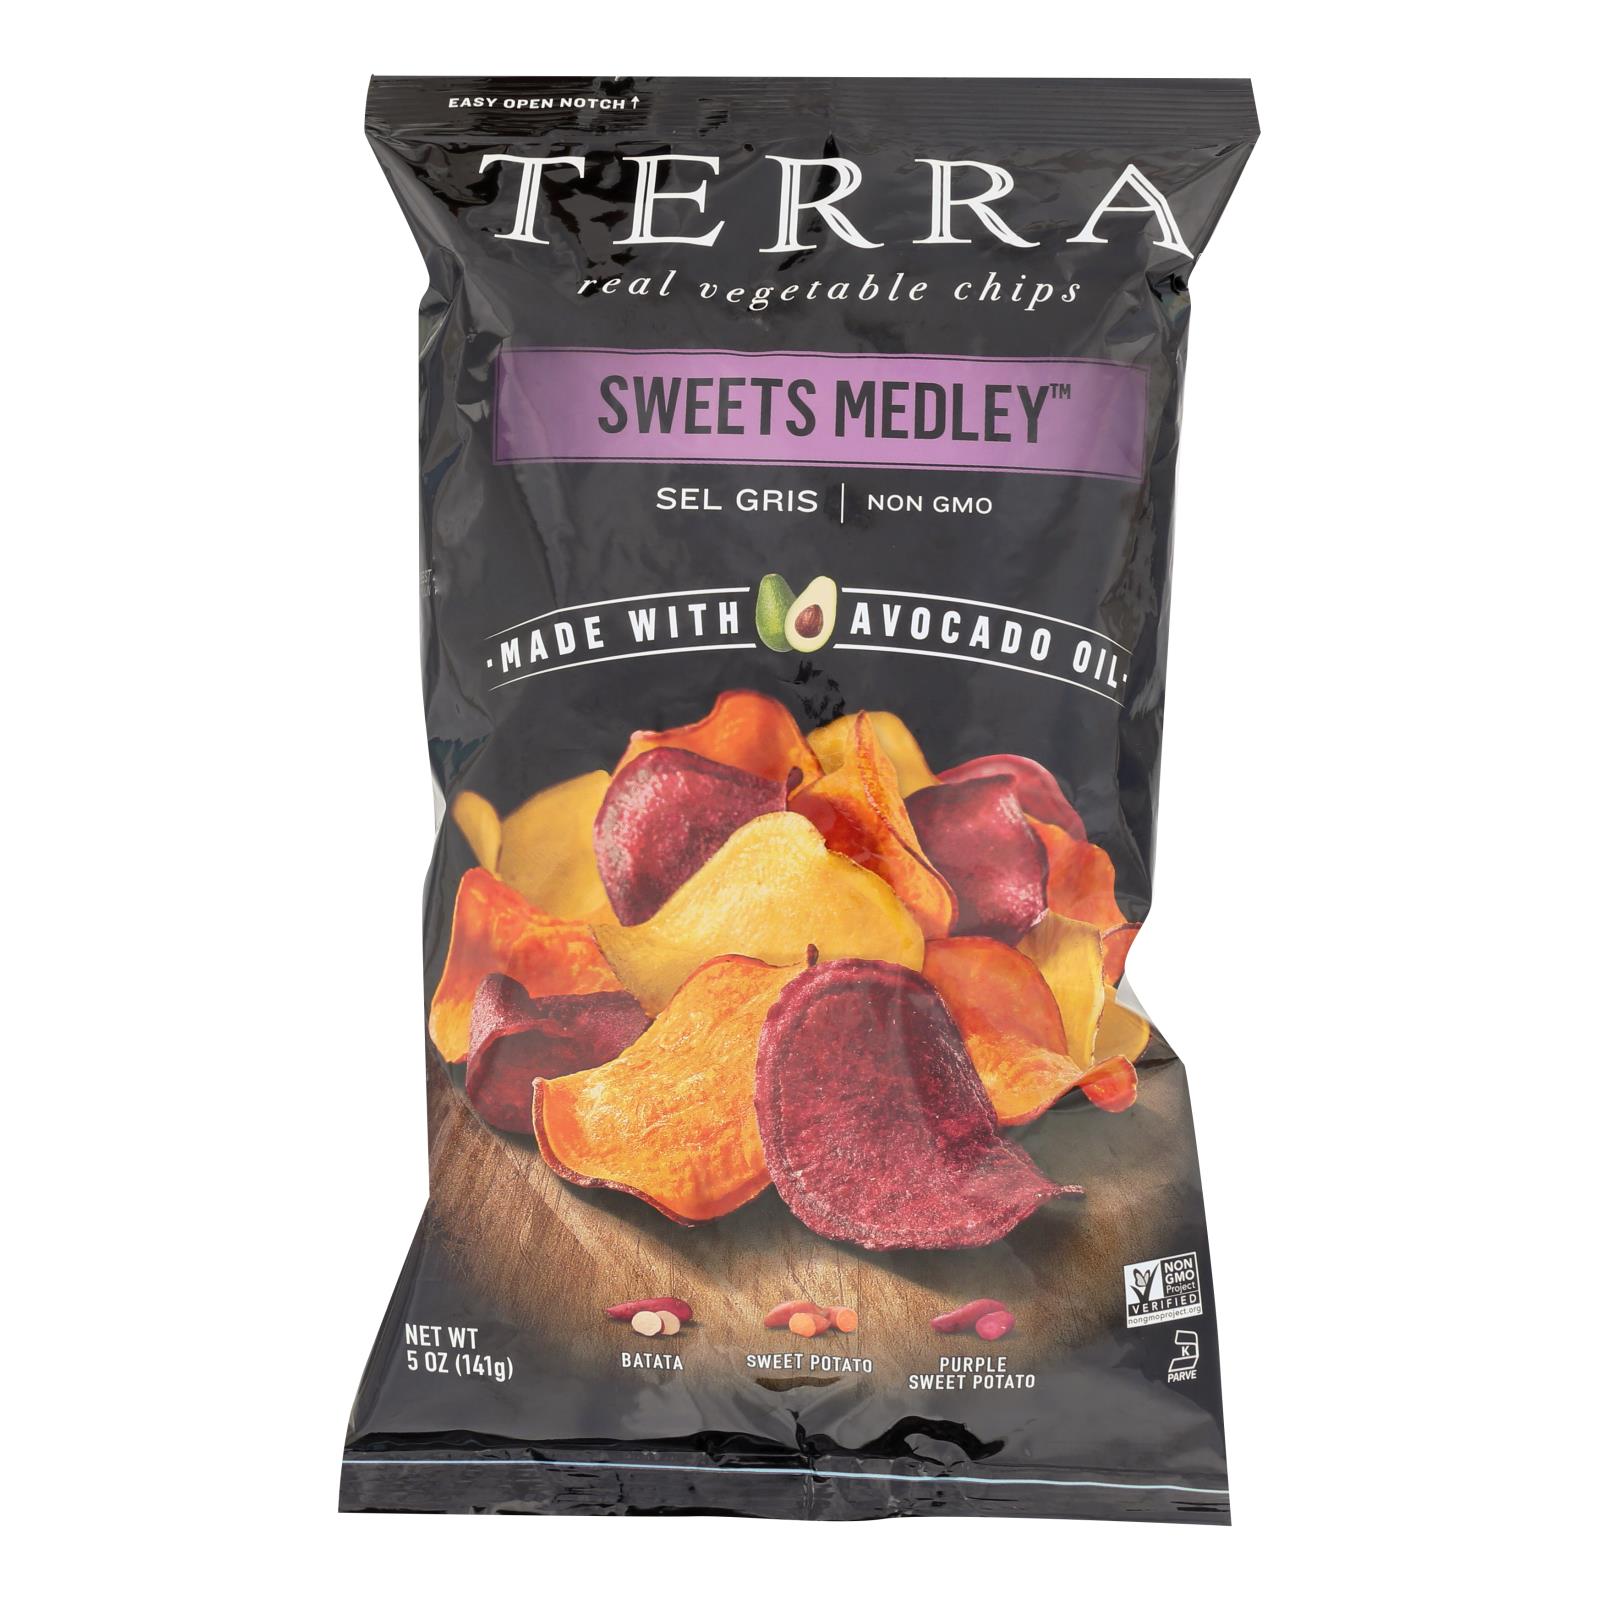 EASY OPEN NOTCH↑
TERRA
real vegetable chips
SWEETS MEDLEY™
SEL GRIS | NON GMO
·MADE WITH AVOCADO OIL·
NON
GMO
Project
VERIFIED
nongmoproject.org
K
PARVE
NET WT
5 OZ (141g)
BATATA
SWEET POTATO
PURPLE
SWEET POTATO